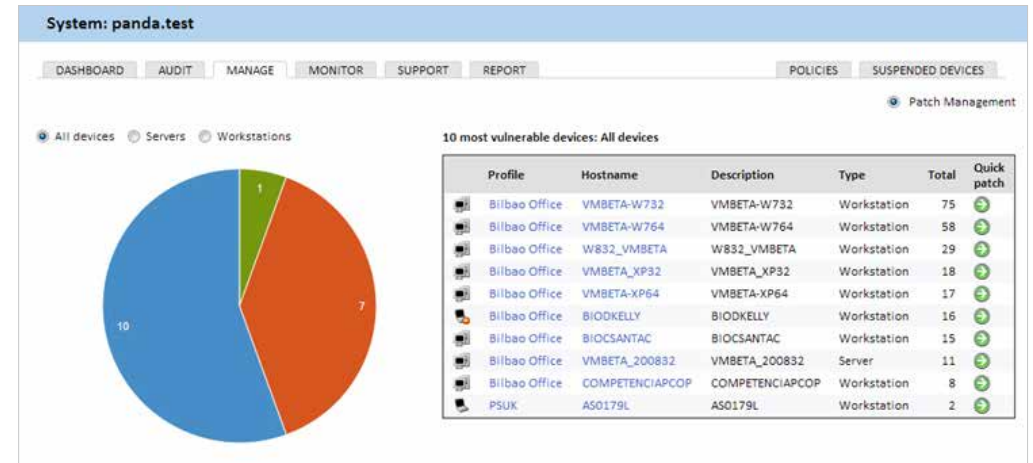 System: panda.test
DASHBOARD AUDIT MANAGE MONITOR SUPPORT REPORT POLICIES SUSPENDED DEVICES
Patch Management
All devices Servers Workstations
10 most vulnerable devices: All devices
Profile Hostname Description Type Total Quick patch
Bilbao Office VMBETA-W732 VMBETA-W732 Workstation 75
Bilbao Office VMBETA-W764 VMBETA-W764 Workstation 58
Bilbao Office W832_VMBETA W832_VMBETA Workstation 29
Bilbao Office VMBETA_XP32 VMBETA_XP32 Workstation 18
Bilbao Office VMBETA-XP64 VMBETA-XP64 Workstation 17
Bilbao Office BIODKELLY BIODKELLY Workstation 16
Bilbao Office BIOCSANTAC BIOCSANTAC Workstation 15
Bilbao Office VMBETA_200832 VMBETA_200832 Server 11
Bilbao Office COMPETENCIAPCOP COMPETENCIAPCOP Workstation 8
PSUK AS0179L AS0179L Workstation 2
1
7
10